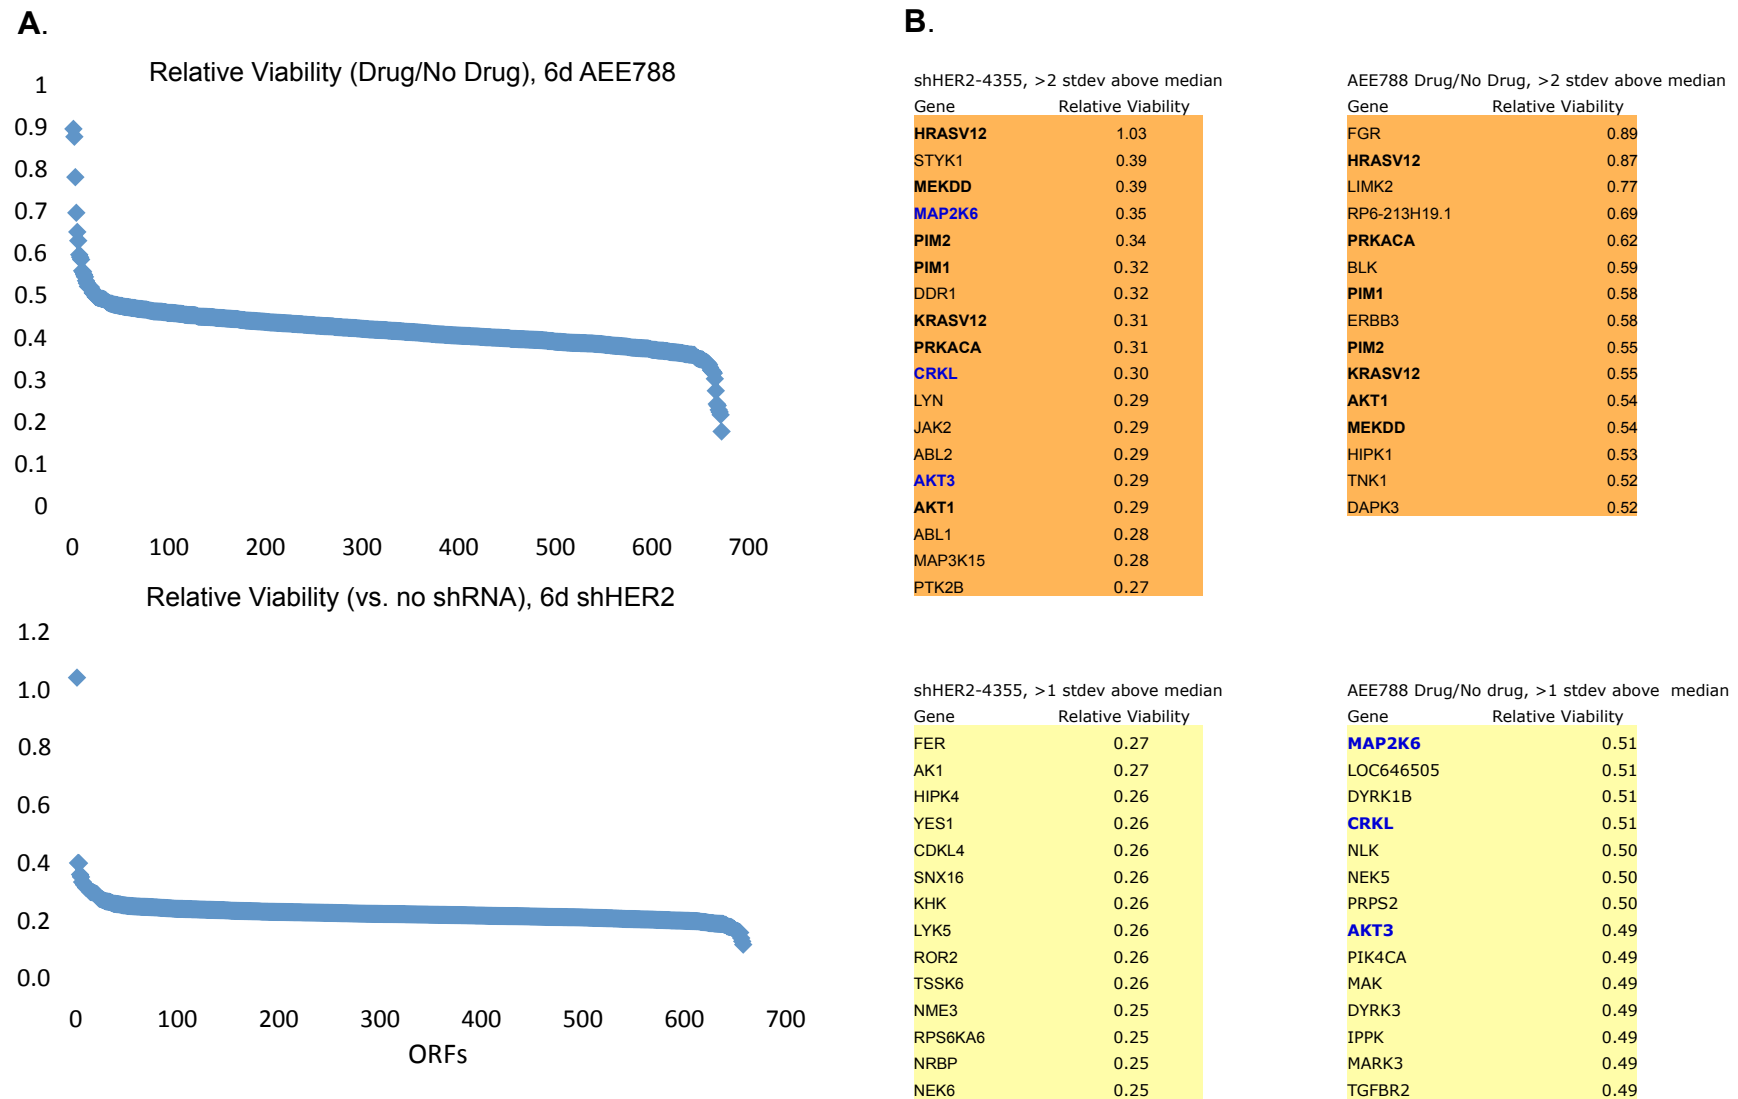 A.
Relative Viability (Drug/No Drug), 6d AEE788
1
0.9
0.8
0.7
0.6
0.5
0.4
0.3
0.2
0.1
0
0 100 200 300 400 500 600 700
Relative Viability (vs. no shRNA), 6d shHER2
1.2
1.0
0.8
0.6
0.4
0.2
0.0
0 100 200 300 400 500 600 700
ORFs
B.
shHER2-4355, >2 stdev above median
Gene Relative Viability
HRASV12 1.03
STYK1 0.39
MEKDD 0.39
MAP2K6 0.35
PIM2 0.34
PIM1 0.32
DDR1 0.32
KRASV12 0.31
PRKACA 0.31
CRKL 0.30
LYN 0.29
JAK2 0.29
ABL2 0.29
AKT3 0.29
AKT1 0.29
ABL1 0.28
MAP3K15 0.28
PTK2B 0.27
AEE788 Drug/No Drug, >2 stdev above median
Gene Relative Viability
FGR 0.89
HRASV12 0.87
LIMK2 0.77
RP6-213H19.1 0.69
PRKACA 0.62
BLK 0.59
PIM1 0.58
ERBB3 0.58
PIM2 0.55
KRASV12 0.55
AKT1 0.54
MEKDD 0.54
HIPK1 0.53
TNK1 0.52
DAPK3 0.52
shHER2-4355, >1 stdev above median
Gene Relative Viability
FER 0.27
AK1 0.27
HIPK4 0.26
YES1 0.26
CDKL4 0.26
SNX16 0.26
KHK 0.26
LYK5 0.26
ROR2 0.26
TSSK6 0.26
NME3 0.25
RPS6KA6 0.25
NRBP 0.25
NEK6 0.25
AEE788 Drug/No drug, >1 stdev above median
Gene Relative Viability
MAP2K6 0.51
LOC646505 0.51
DYRK1B 0.51
CRKL 0.51
NLK 0.50
NEK5 0.50
PRPS2 0.50
AKT3 0.49
PIK4CA 0.49
MAK 0.49
DYRK3 0.49
IPPK 0.49
MARK3 0.49
TGFBR2 0.49